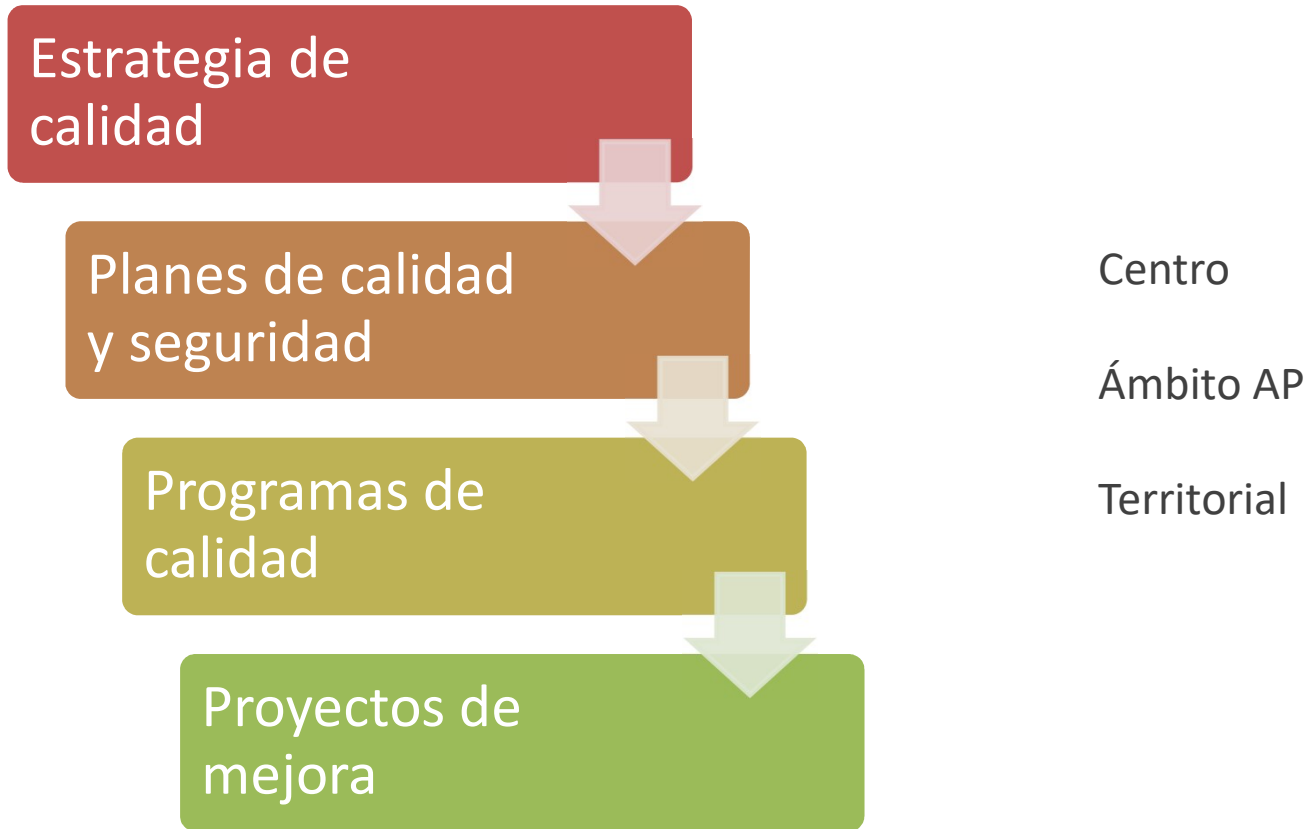 Estrategia de
calidad
Planes de calidad
y seguridad
Programas de
calidad
Proyectos de
mejora
Centro
Ámbito AP
Territorial